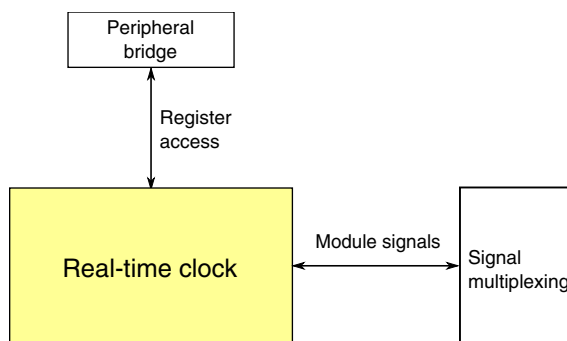 Peripheral
bridge
Register
access
Real-time clock
Module signals
Signal
multiplexing